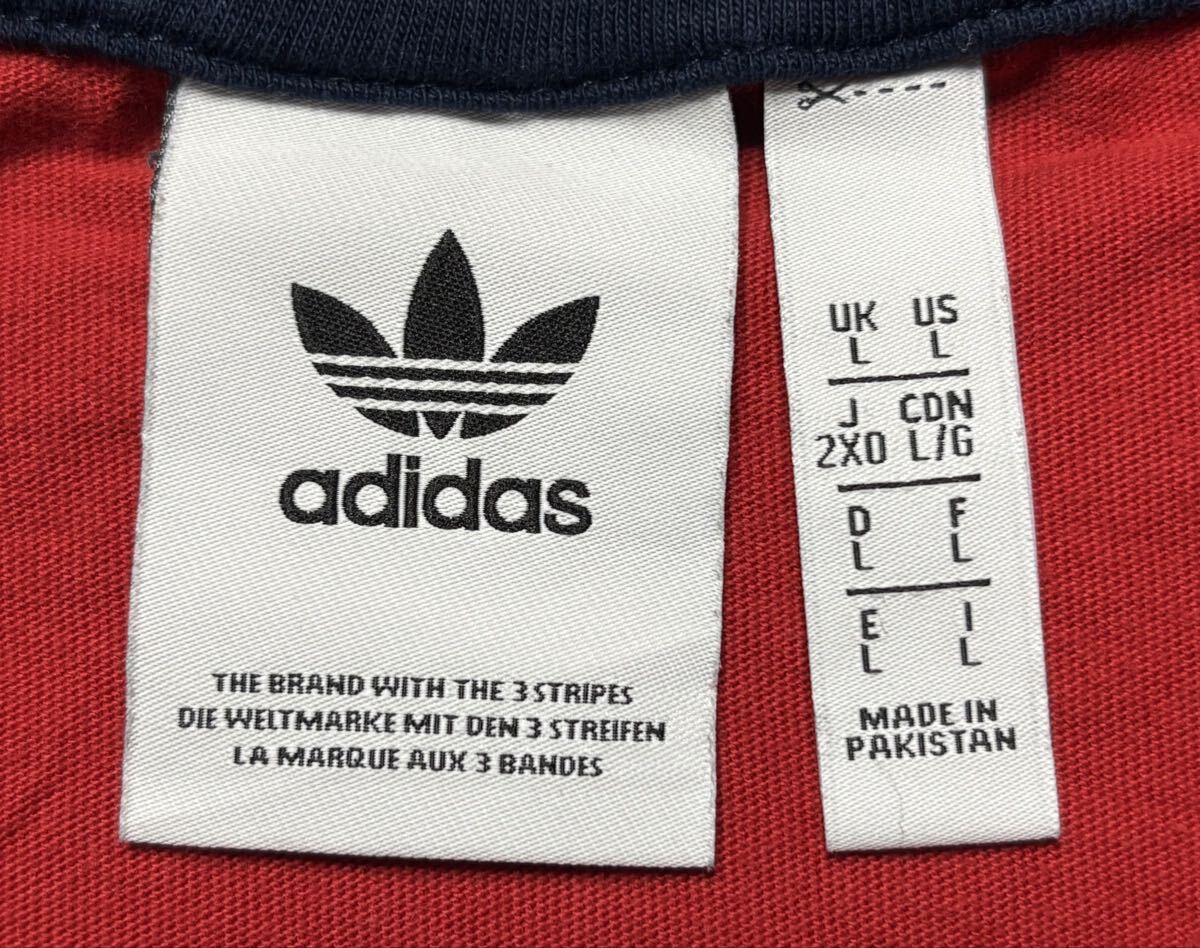 adidas
THE BRAND WITH THE 3 STRIPES
DIE WELTMARKE MIT DEN 3 STREIFEN
LA MARQUE AUX 3 BANDES
UK US
L L
J CDN
2XO L/G
D F
L L
E I
L L
MADE IN
PAKISTAN